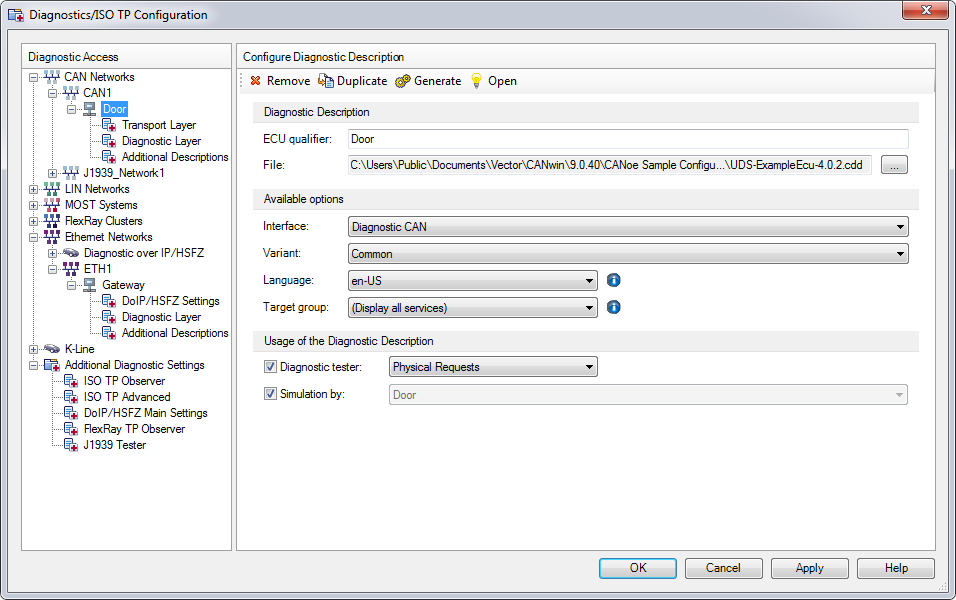 Diagnostics/ISO TP Configuration
Diagnostic Access
CAN Networks
CAN1
Door
Transport Layer
Diagnostic Layer
Additional Descriptions
J1939_Network1
LIN Networks
MOST Systems
FlexRay Clusters
Ethernet Networks
Diagnostic over IP/HSFZ
ETH1
Gateway
DoIP/HSFZ Settings
Diagnostic Layer
Additional Descriptions
K-Line
Additional Diagnostic Settings
ISO TP Observer
ISO TP Advanced
DoIP/HSFZ Main Settings
FlexRay TP Observer
J1939 Tester
Configure Diagnostic Description
Remove Duplicate Generate Open
Diagnostic Description
ECU qualifier: Door
File: C:\Users\Public\Documents\Vector\CANwin\9.0.40\CANoe Sample Configu...\UDS-ExampleEcu-4.0.2.cdd ...
Available options
Interface: Diagnostic CAN
Variant: Common
Language: en-US
Target group: (Display all services)
Usage of the Diagnostic Description
Diagnostic tester: Physical Requests
Simulation by: Door
OK Cancel Apply Help